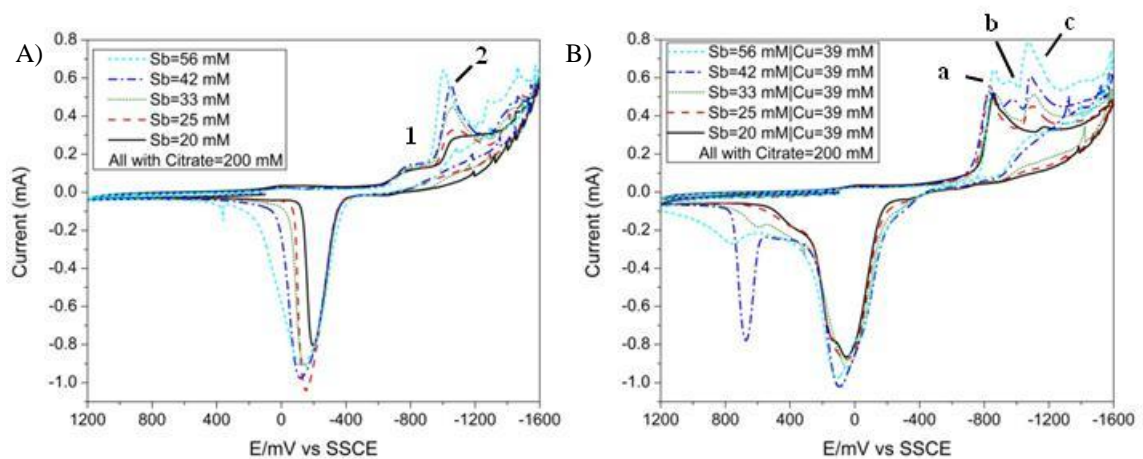 A)
0.8
0.6
0.4
0.2
0.0
-0.2
-0.4
-0.6
-0.8
-1.0
Current (mA)
Sb=56 mM
Sb=42 mM
Sb=33 mM
Sb=25 mM
Sb=20 mM
All with Citrate=200 mM
1
2
1200 800 400 0 -400 -800 -1200 -1600
E/mV vs SSCE
B)
0.8
0.6
0.4
0.2
0.0
-0.2
-0.4
-0.6
-0.8
-1.0
Current (mA)
Sb=56 mM|Cu=39 mM
Sb=42 mM|Cu=39 mM
Sb=33 mM|Cu=39 mM
Sb=25 mM|Cu=39 mM
Sb=20 mM|Cu=39 mM
All with Citrate=200 mM
a
b
c
1200 800 400 0 -400 -800 -1200 -1600
E/mV vs SSCE